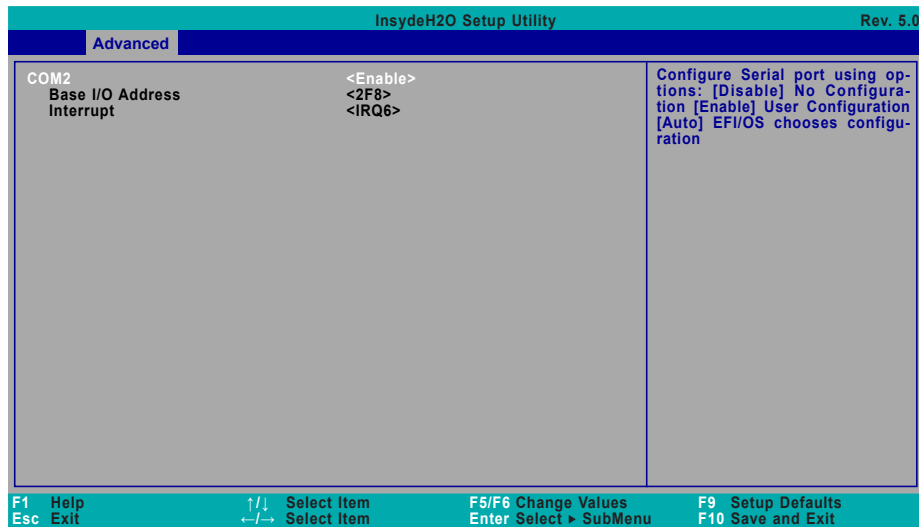 InsydeH2O Setup Utility Rev. 5.0
Advanced
COM2 <Enable>
Base I/O Address <2F8>
Interrupt <IRQ6>
Configure Serial port using op-
tions: [Disable] No Configura-
tion [Enable] User Configuration
[Auto] EFI/OS chooses configu-
ration
F1 Help ↑/↓ Select Item F5/F6 Change Values F9 Setup Defaults
Esc Exit ←/→ Select Item Enter Select ▸ SubMenu F10 Save and Exit